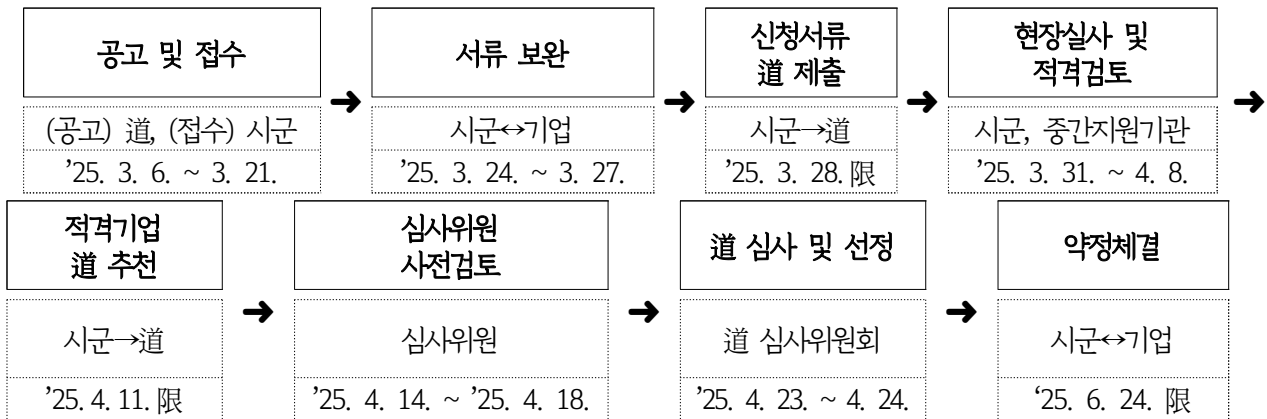 공고 및 접수
(공고) 道, (접수) 시군
’25. 3. 6. ~ 3. 21.
➜
서류 보완
시군↔기업
’25. 3. 24. ~ 3. 27.
➜
신청서류
道 제출
시군→道
’25. 3. 28. 限
➜
현장실사 및
적격검토
시군, 중간지원기관
’25. 3. 31. ~ 4. 8.
➜
적격기업
道 추천
시군→道
’25. 4. 11. 限
➜
심사위원
사전검토
심사위원
’25. 4. 14. ~ ’25. 4. 18.
➜
道 심사 및 선정
道 심사위원회
’25. 4. 23. ~ 4. 24.
➜
약정체결
시군↔기업
‘25. 6. 24. 限